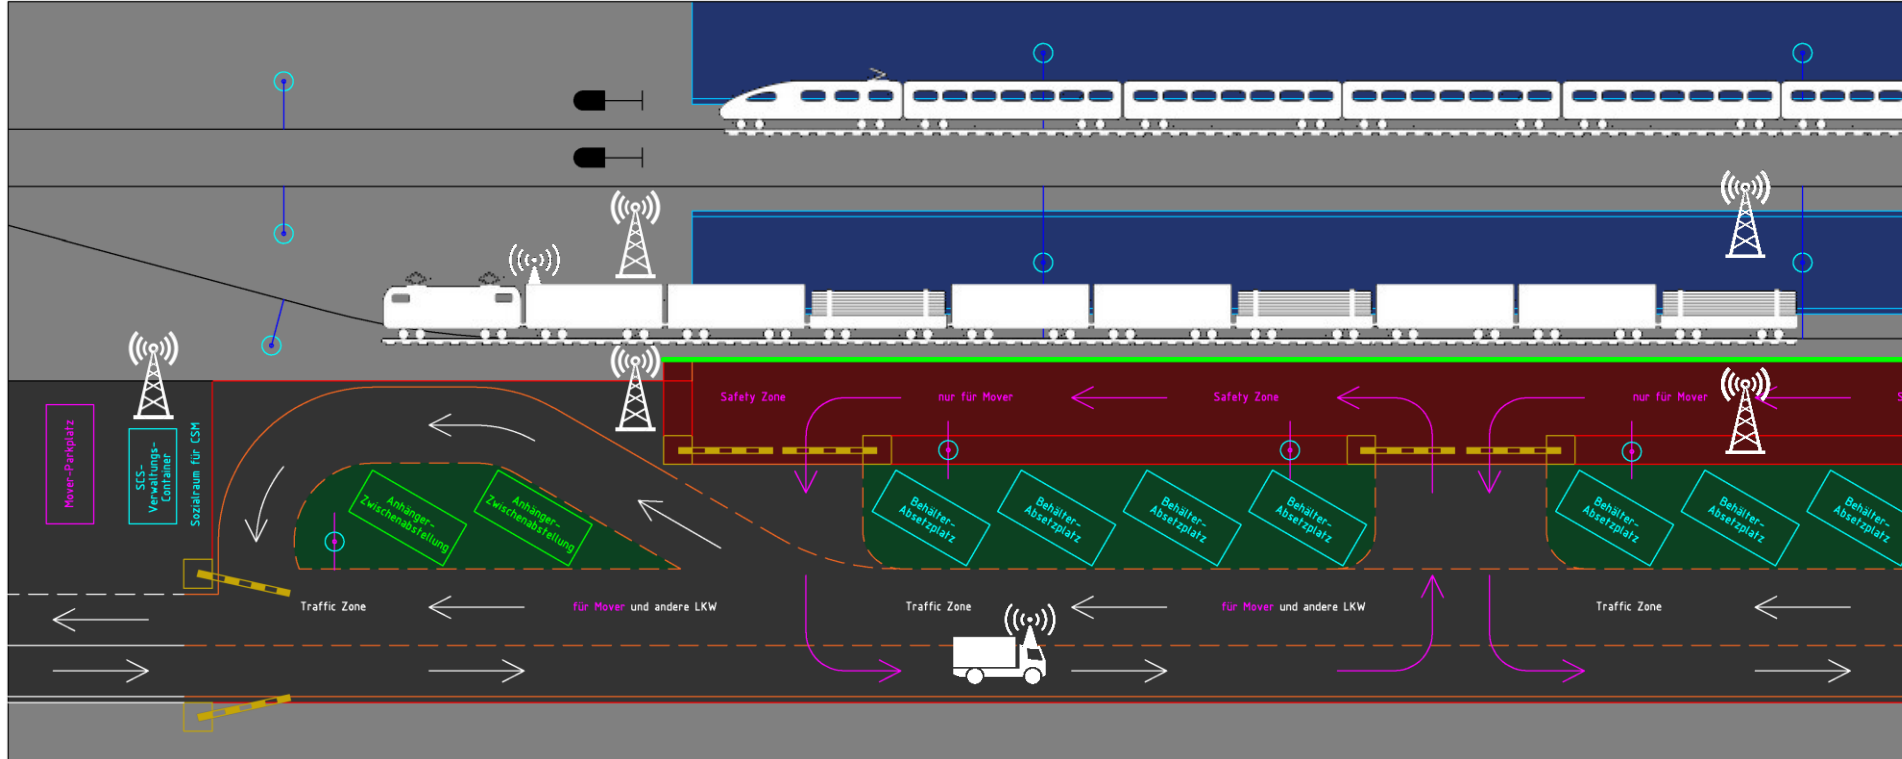 Safety Zone
nur für Mover
Safety Zone
nur für Mover
S
Mover-Parkplatz
SCS-
Verwaltungs-
Container
Sozialraum für CSM
Anhänger-
Zwischenabstellung
Anhänger-
Zwischenabstellung
Behälter-
Absetzplatz
Behälter-
Absetzplatz
Behälter-
Absetzplatz
Behälter-
Absetzplatz
Behälter-
Absetzplatz
Behälter-
Absetzplatz
Behälter-
Absetzplatz
Traffic Zone
für Mover und andere LKW
Traffic Zone
für Mover und andere LKW
Traffic Zone